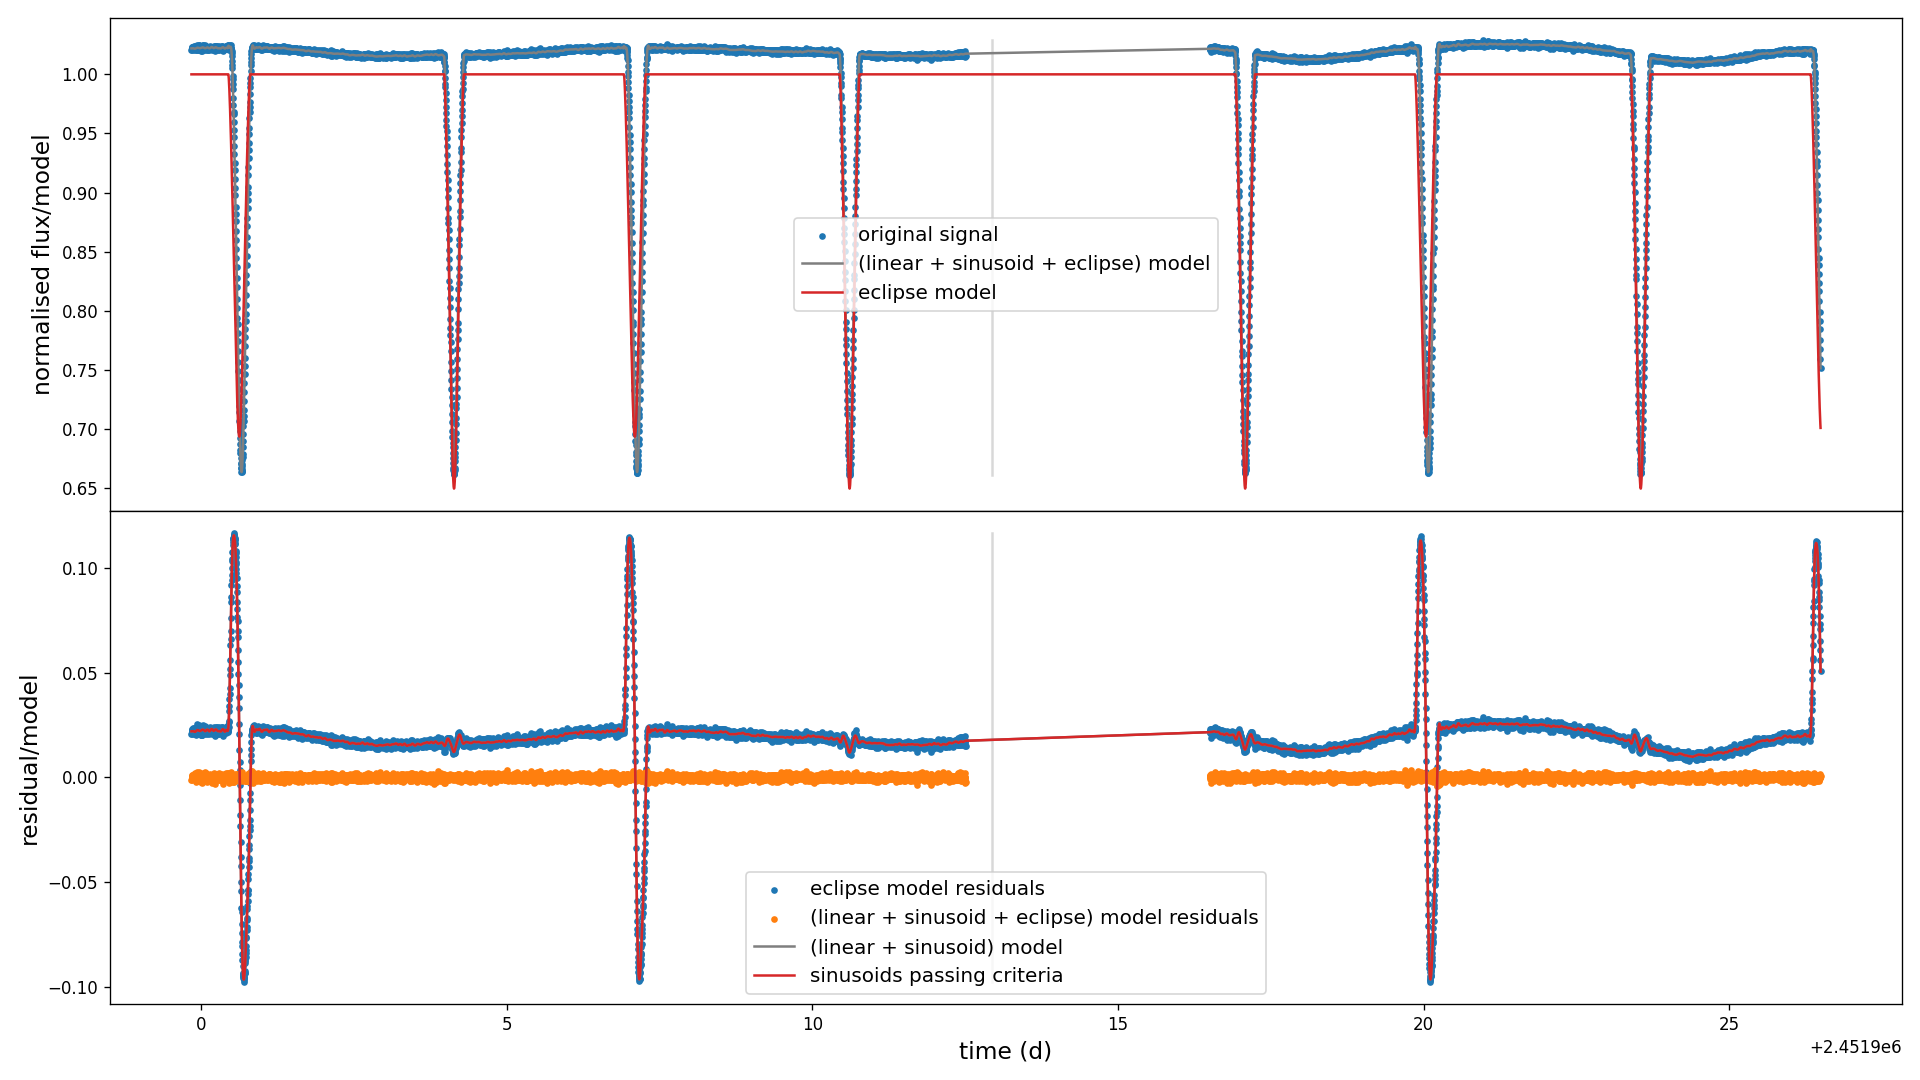 normalised flux/model
1.00
0.95
0.90
0.85
0.80
0.75
0.70
0.65
original signal
(linear + sinusoid + eclipse) model
eclipse model
residual/model
0.10
0.05
0.00
−0.05
−0.10
eclipse model residuals
(linear + sinusoid + eclipse) model residuals
(linear + sinusoid) model
sinusoids passing criteria
0 5 10 15 20 25
time (d)
+2.4519e6